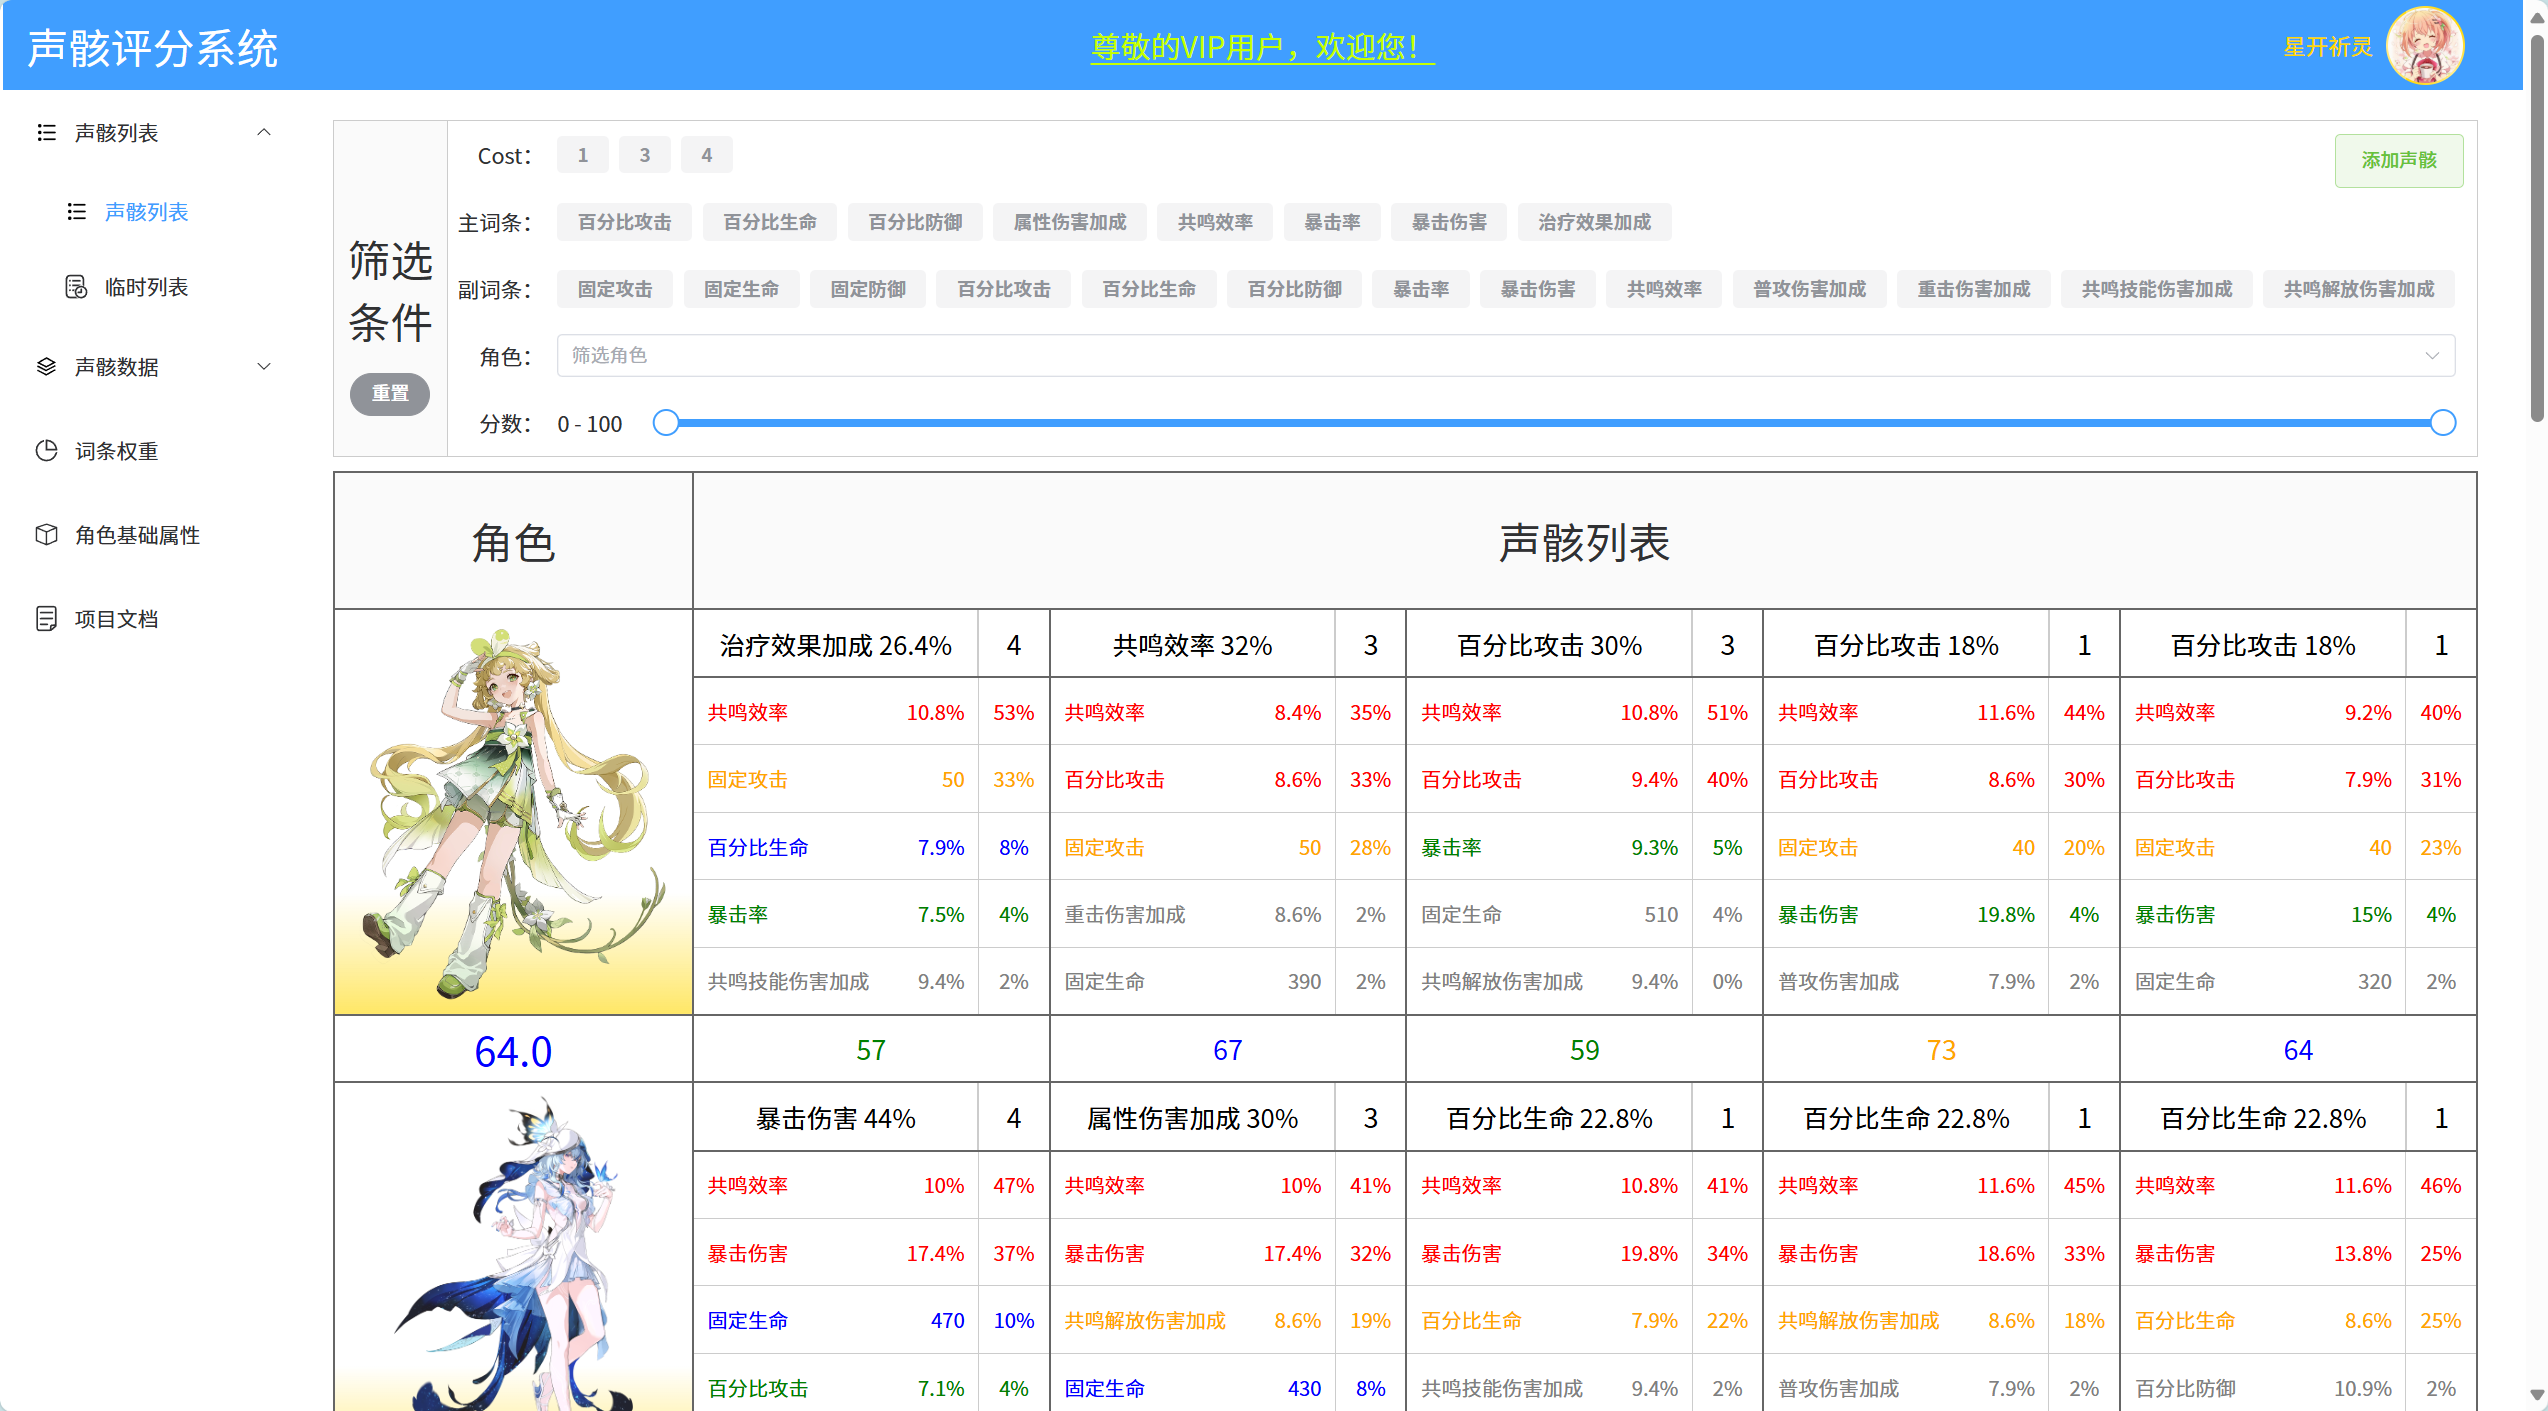 声骸评分系统
尊敬的VIP用户，欢迎您！
星开祈灵
声骸列表
声骸列表
临时列表
声骸数据
词条权重
角色基础属性
项目文档
筛选
条件
重置
Cost： 1 3 4
添加声骸
主词条： 百分比攻击 百分比生命 百分比防御 属性伤害加成 共鸣效率 暴击率 暴击伤害 治疗效果加成
副词条： 固定攻击 固定生命 固定防御 百分比攻击 百分比生命 百分比防御 暴击率 暴击伤害 共鸣效率 普攻伤害加成 重击伤害加成 共鸣技能伤害加成 共鸣解放伤害加成
角色： 筛选角色
分数： 0 - 100
角色 声骸列表
治疗效果加成 26.4% 4 共鸣效率 32% 3 百分比攻击 30% 3 百分比攻击 18% 1 百分比攻击 18% 1
共鸣效率 10.8% 53% 共鸣效率 8.4% 35% 共鸣效率 10.8% 51% 共鸣效率 11.6% 44% 共鸣效率 9.2% 40%
固定攻击 50 33% 百分比攻击 8.6% 33% 百分比攻击 9.4% 40% 百分比攻击 8.6% 30% 百分比攻击 7.9% 31%
百分比生命 7.9% 8% 固定攻击 50 28% 暴击率 9.3% 5% 固定攻击 40 20% 固定攻击 40 23%
暴击率 7.5% 4% 重击伤害加成 8.6% 2% 固定生命 510 4% 暴击伤害 19.8% 4% 暴击伤害 15% 4%
共鸣技能伤害加成 9.4% 2% 固定生命 390 2% 共鸣解放伤害加成 9.4% 0% 普攻伤害加成 7.9% 2% 固定生命 320 2%
64.0 57 67 59 73 64
暴击伤害 44% 4 属性伤害加成 30% 3 百分比生命 22.8% 1 百分比生命 22.8% 1 百分比生命 22.8% 1
共鸣效率 10% 47% 共鸣效率 10% 41% 共鸣效率 10.8% 41% 共鸣效率 11.6% 45% 共鸣效率 11.6% 46%
暴击伤害 17.4% 37% 暴击伤害 17.4% 32% 暴击伤害 19.8% 34% 暴击伤害 18.6% 33% 暴击伤害 13.8% 25%
固定生命 470 10% 共鸣解放伤害加成 8.6% 19% 百分比生命 7.9% 22% 共鸣解放伤害加成 8.6% 18% 百分比生命 8.6% 25%
百分比攻击 7.1% 4% 固定生命 430 8% 共鸣技能伤害加成 9.4% 2% 普攻伤害加成 7.9% 2% 百分比防御 10.9% 2%